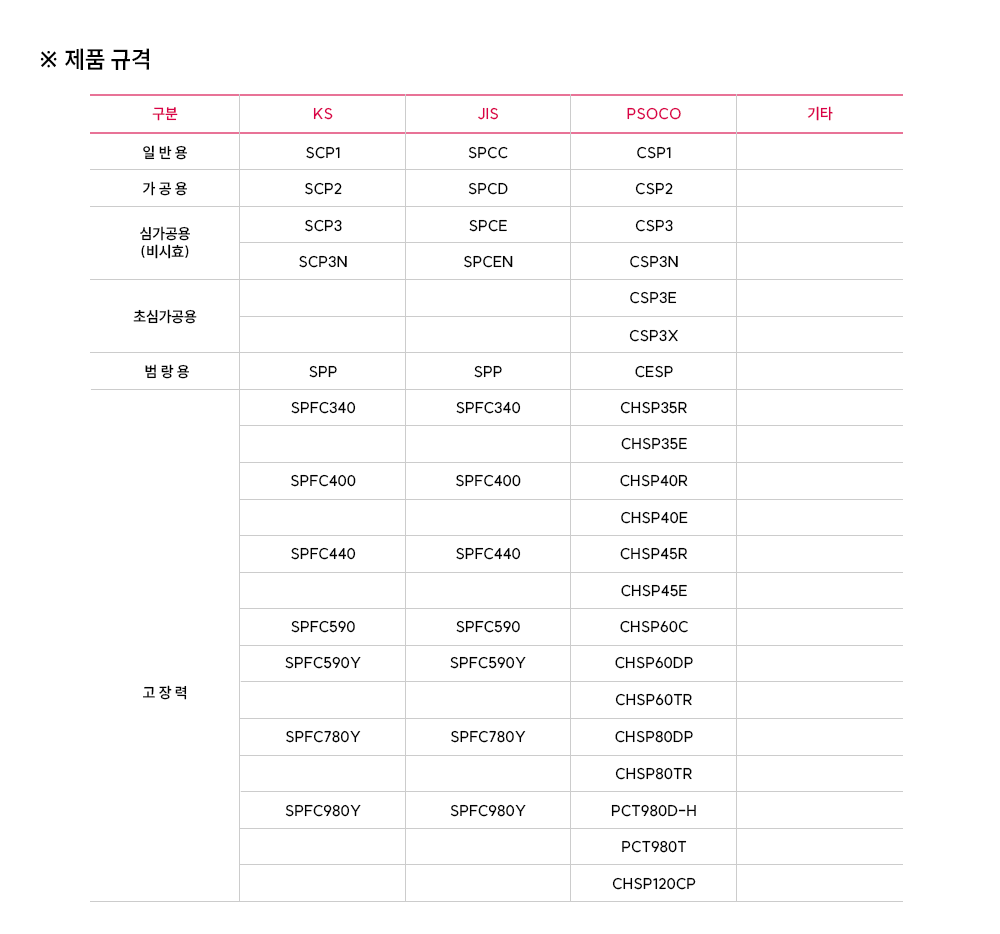 ※ 제품 규격
구분 KS JIS PSOCO 기타
일 반 용 SCP1 SPCC CSP1
가 공 용 SCP2 SPCD CSP2
심가공용
(비시효)
SCP3 SPCE CSP3
SCP3N SPCEN CSP3N
초심가공용
CSP3E
CSP3X
범 랑 용 SPP SPP CESP
고 장 력
SPFC340 SPFC340 CHSP35R
CHSP35E
SPFC400 SPFC400 CHSP40R
CHSP40E
SPFC440 SPFC440 CHSP45R
CHSP45E
SPFC590 SPFC590 CHSP60C
SPFC590Y SPFC590Y CHSP60DP
CHSP60TR
SPFC780Y SPFC780Y CHSP80DP
CHSP80TR
SPFC980Y SPFC980Y PCT980D-H
PCT980T
CHSP120CP